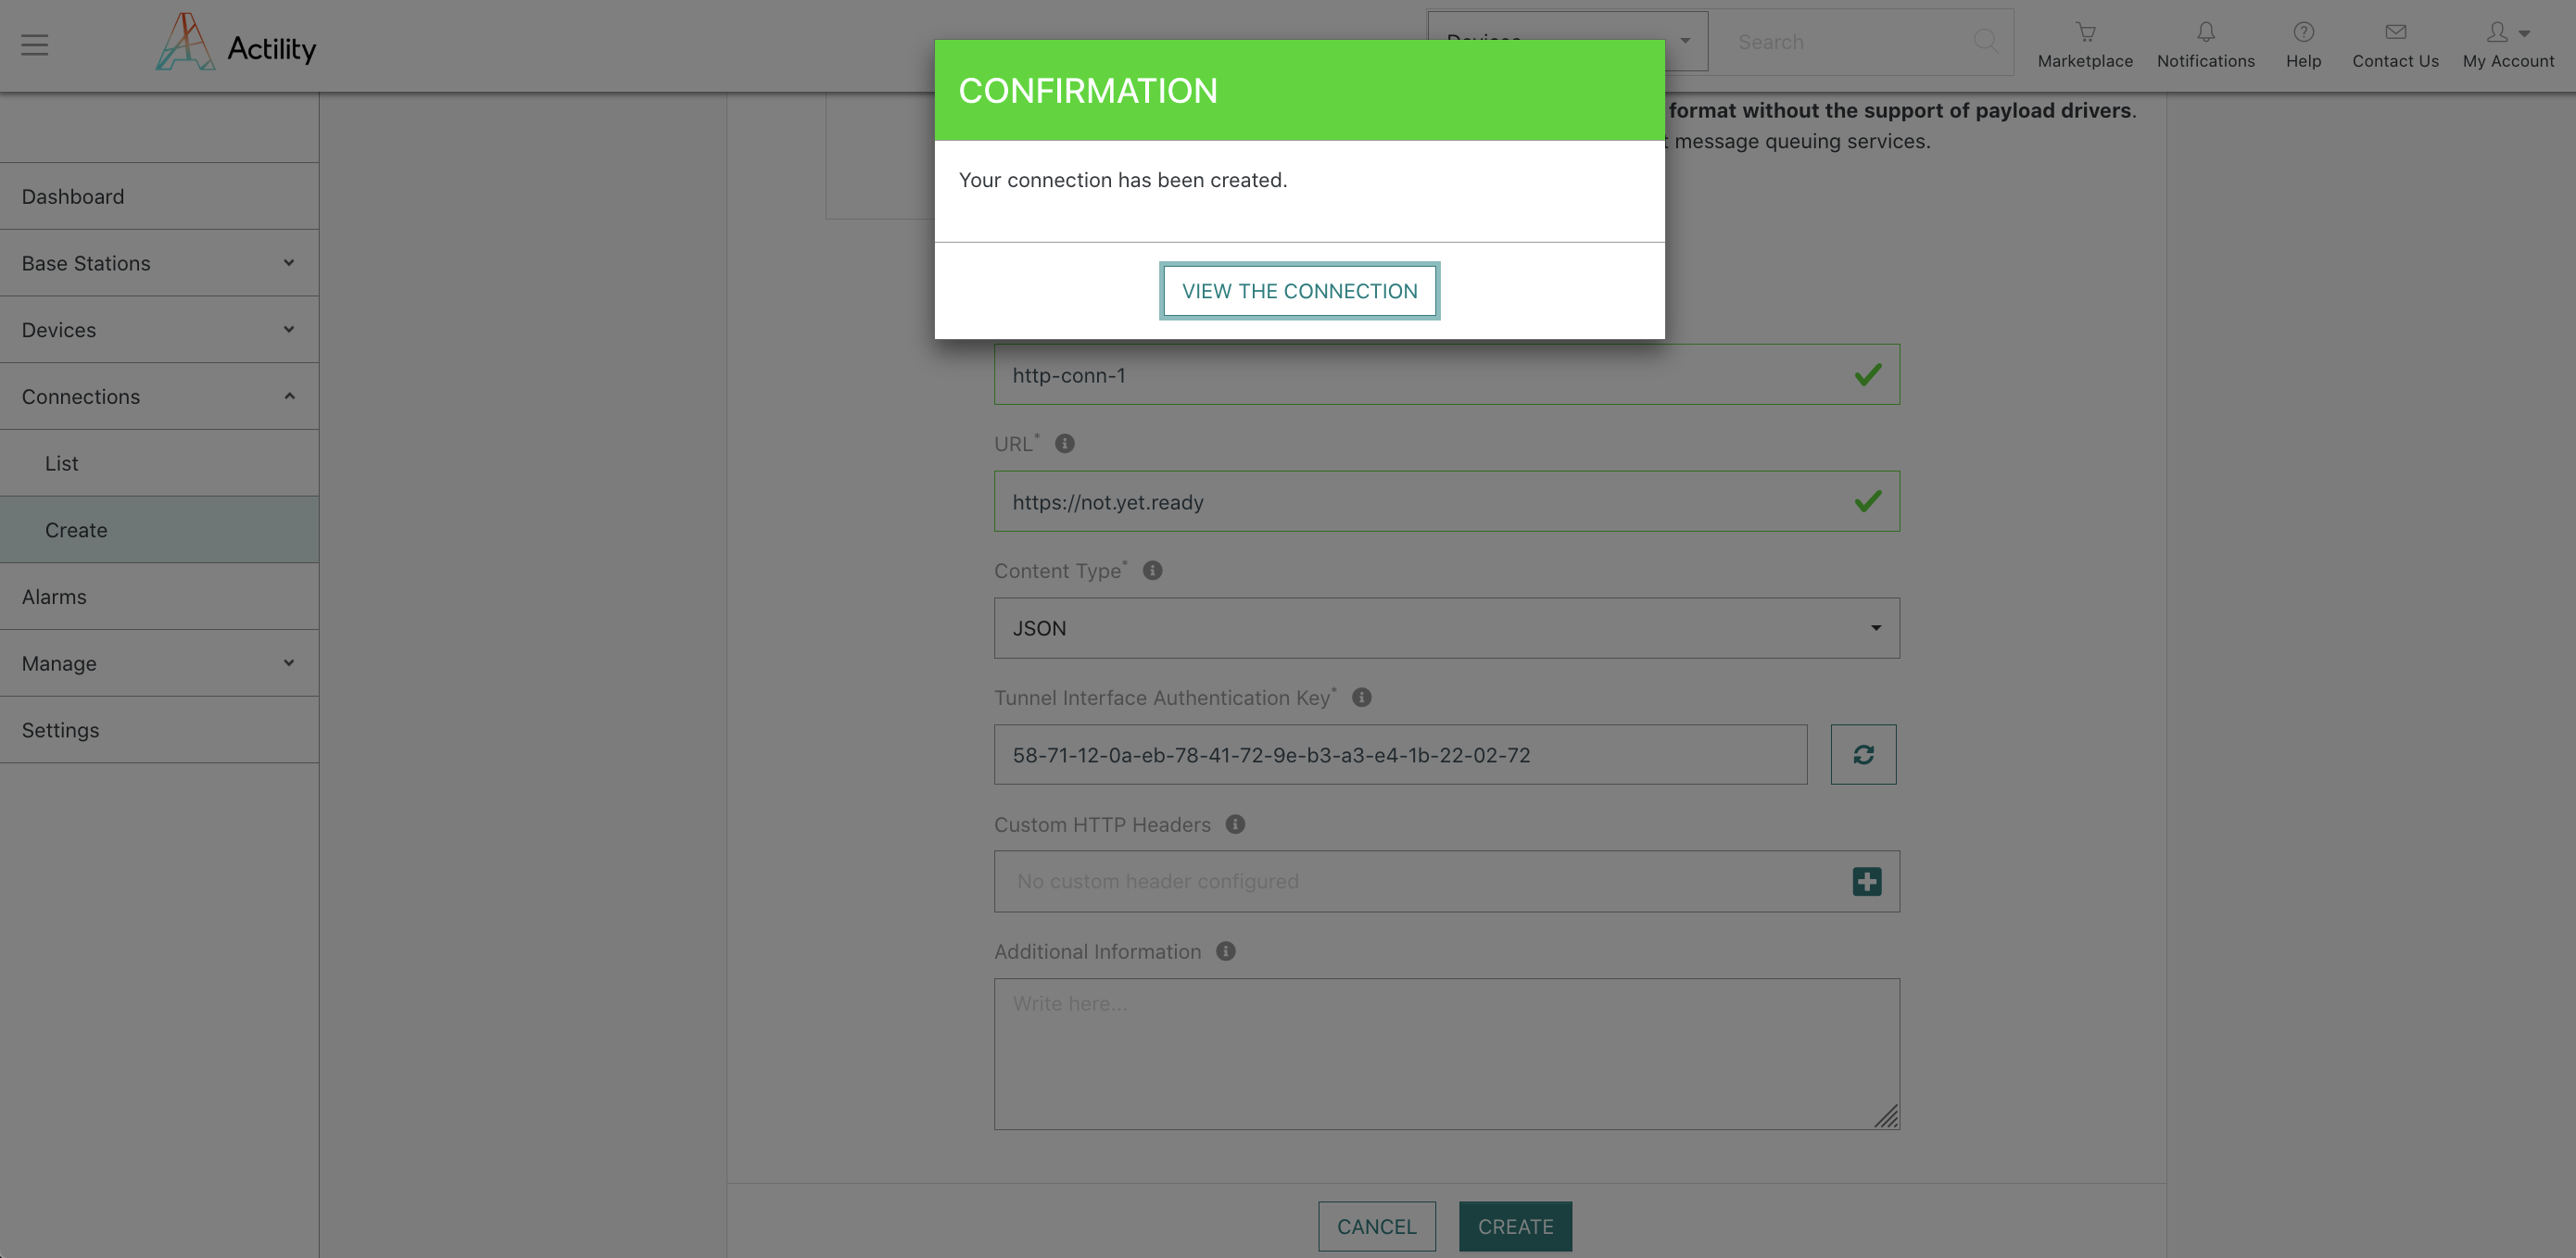 Actility
Devices
Search
Marketplace
Notifications
Help
Contact Us
My Account
CONFIRMATION
Your connection has been created.
VIEW THE CONNECTION
format without the support of payload drivers.
message queuing services.
Dashboard
Base Stations
Devices
Connections
List
Create
Alarms
Manage
Settings
http-conn-1
URL*
https://not.yet.ready
Content Type*
JSON
Tunnel Interface Authentication Key*
58-71-12-0a-eb-78-41-72-9e-b3-a3-e4-1b-22-02-72
Custom HTTP Headers
No custom header configured
Additional Information
Write here...
CANCEL
CREATE